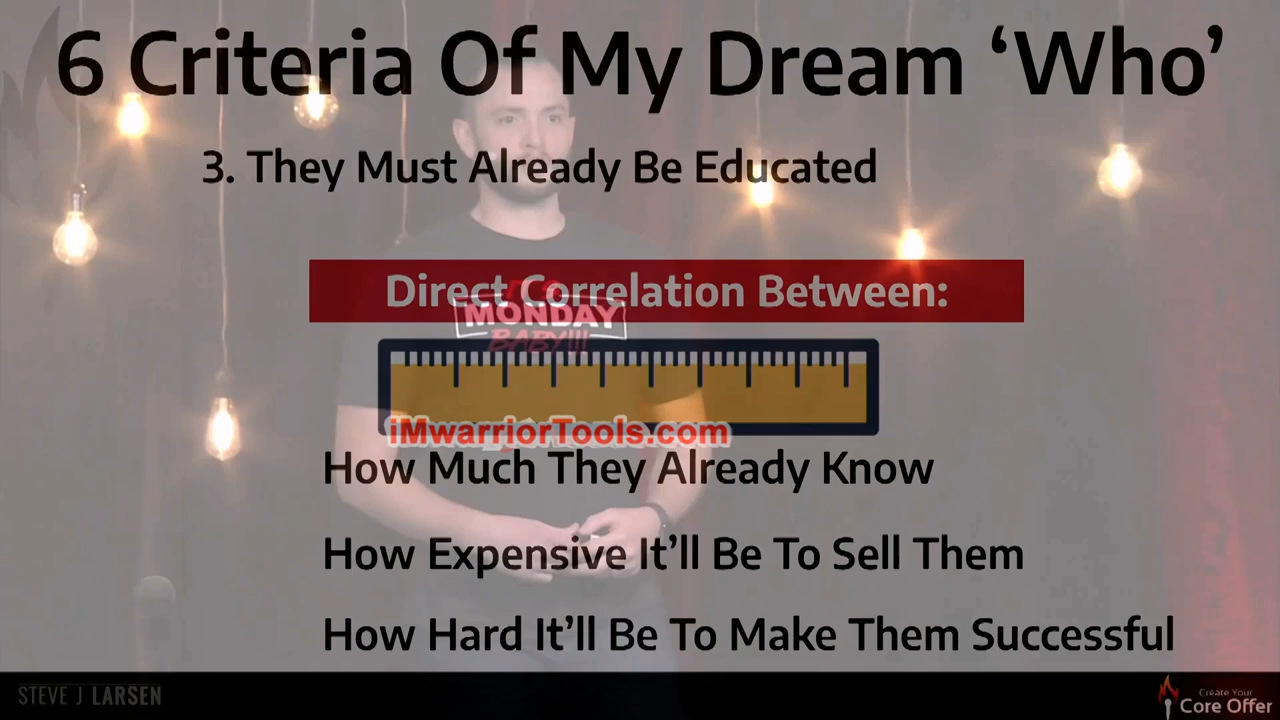 6 Criteria Of My Dream ‘Who’
3. They Must Already Be Educated
Direct Correlation Between:
MONDAY
BABY!!!
iMwarriorTools.com
How Much They Already Know
How Expensive It’ll Be To Sell Them
How Hard It’ll Be To Make Them Successful
STEVE J LARSEN
Create Your
Core Offer